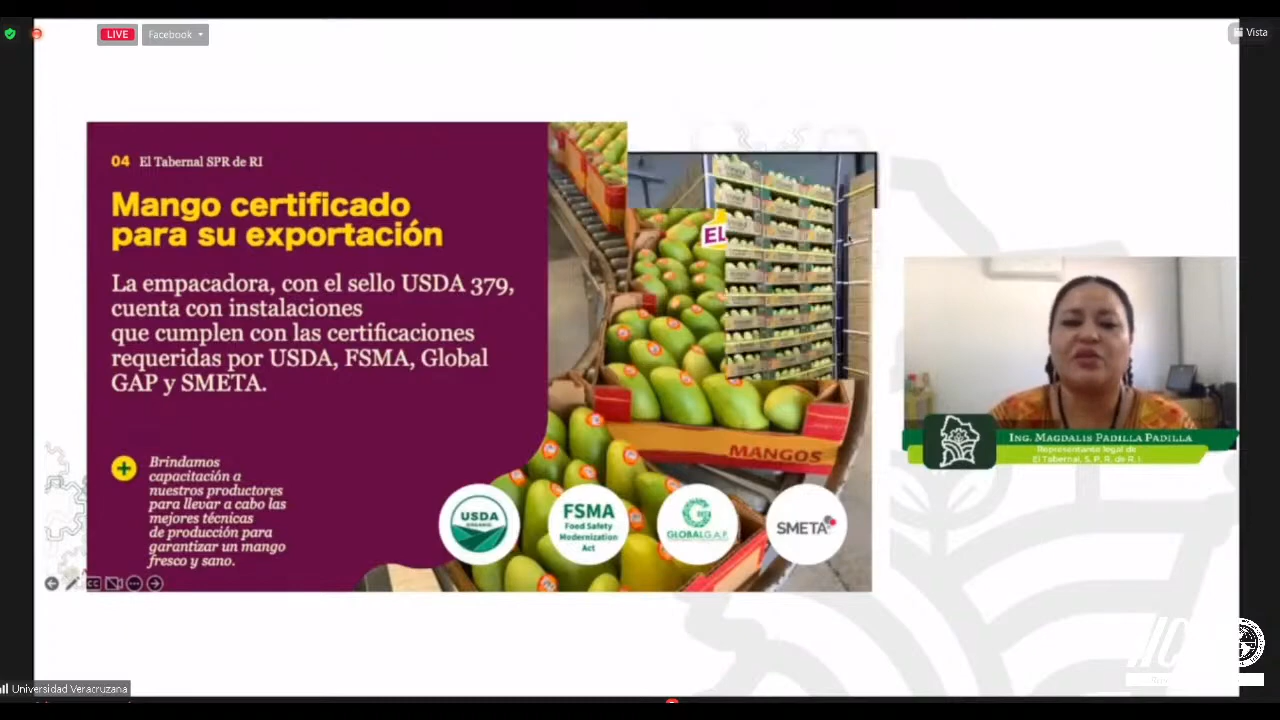 LIVE
Facebook
Vista
04 El Tabernal SPR de RI
Mango certificado
para su exportación
La empacadora, con el sello USDA 379,
cuenta con instalaciones
que cumplen con las certificaciones
requeridas por USDA, FSMA, Global
GAP y SMETA.
Brindamos
capacitación a
nuestros productores
para llevar a cabo las
mejores técnicas
de producción para
garantizar un mango
fresco y sano.
EL
MANGOS
USDA
ORGANIC
FSMA
Food Safety
Modernization
Act
GLOBALG.A.P.
SMETA
CC
ING. MAGDALIS PADILLA PADILLA
Representante legal de
El Tabernal, S. P. R. de R. I.
Universidad Veracruzana